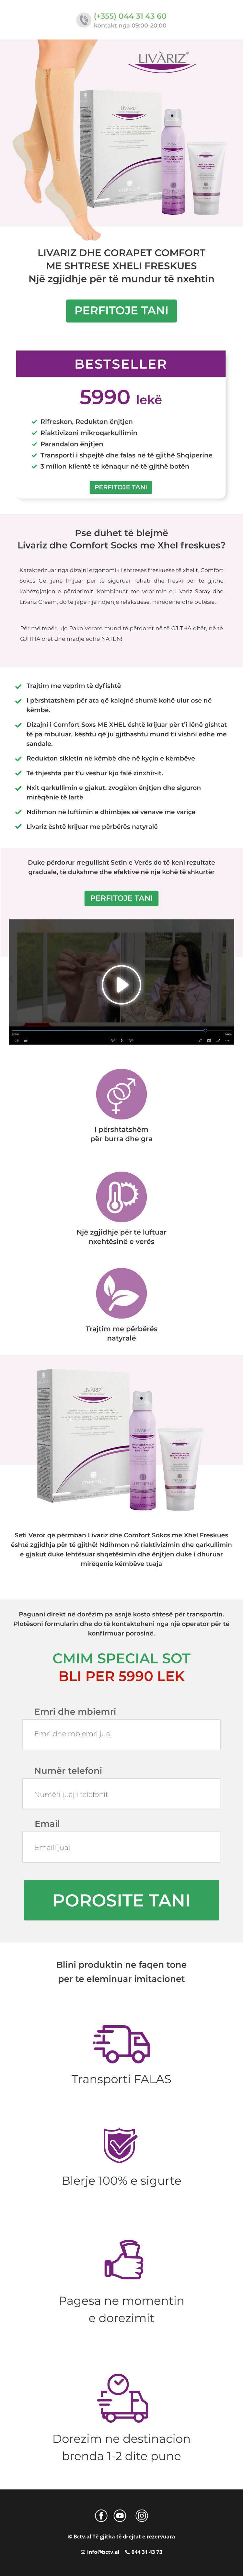 (+355) 044 31 43 60
kontakt nga 09:00-20:00
LIVÀRIZ®
LIVÀRIZ
LIVARIZ DHE CORAPET COMFORT
ME SHTRESE XHELI FRESKUES
Një zgjidhje për të mundur të nxehtin
PERFITOJE TANI
BESTSELLER
5990 lekë
Rifreskon, Redukton ënjtjen
Riaktivizoni mikroqarkullimin
Parandalon ënjtjen
Transporti i shpejtë dhe falas në të gjithë Shqiperine
3 milion klientë të kënaqur në të gjithë botën
PERFITOJE TANI
Pse duhet të blejmë
Livariz dhe Comfort Socks me Xhel freskues?
Karakterizuar nga dizajni ergonomik i shtreses freskuese të xhelit, Comfort
Sokcs Gel janë krijuar për të siguruar rehati dhe freski për të gjithë
kohëzgjatjen e përdorimit. Kombinuar me veprimin e Livariz Spray dhe
Livariz Cream, do të japë një ndjenjë relaksuese, mirëqenie dhe butësie.
Për më tepër, kjo Pako Verore mund të përdoret në të GJITHA ditët, në të
GJITHA orët dhe madje edhe NATEN!
Trajtim me veprim të dyfishtë
I përshtatshëm për ata që kalojnë shumë kohë ulur ose në
këmbë.
Dizajni i Comfort Soxs ME XHEL është krijuar për t'i lënë gishtat
të pa mbuluar, kështu që ju gjithashtu mund t'i vishni edhe me
sandale.
Redukton sikletin në këmbë dhe në kyçin e këmbëve
Të thjeshta për t'u veshur kjo falë zinxhir-it.
Nxit qarkullimin e gjakut, zvogëlon ënjtjen dhe siguron
mirëqënie të lartë
Ndihmon në luftimin e dhimbjes së venave me variçe
Livariz është krijuar me përbërës natyralë
Duke përdorur rregullisht Setin e Verës do të keni rezultate
graduale, të dukshme dhe efektive në një kohë të shkurtër
PERFITOJE TANI
I përshtatshëm
për burra dhe gra
Një zgjidhje për të luftuar
nxehtësinë e verës
Trajtim me përbërës
natyralë
LIVÀRIZ
Seti Veror që përmban Livariz dhe Comfort Sokcs me Xhel Freskues
është zgjidhja për të gjithë! Ndihmon në riaktivizimin dhe qarkullimin
e gjakut duke lehtësuar shqetësimin dhe ënjten duke i dhuruar
mirëqenie këmbëve tuaja
Paguani direkt në dorëzim pa asnjë kosto shtesë për transportin.
Plotësoni formularin dhe do të kontaktoheni nga një operator për të
konfirmuar porosinë.
CMIM SPECIAL SOT
BLI PER 5990 LEK
Emri dhe mbiemri
Emri dhe mbiemri juaj
Numër telefoni
Numëri juaj i telefonit
Email
Emaili juaj
POROSITE TANI
Blini produktin ne faqen tone
per te eleminuar imitacionet
Transporti FALAS
Blerje 100% e sigurte
Pagesa ne momentin
e dorezimit
Dorezim ne destinacion
brenda 1-2 dite pune
© Bctv.al Të gjitha të drejtat e rezervuara
info@bctv.al 044 31 43 73